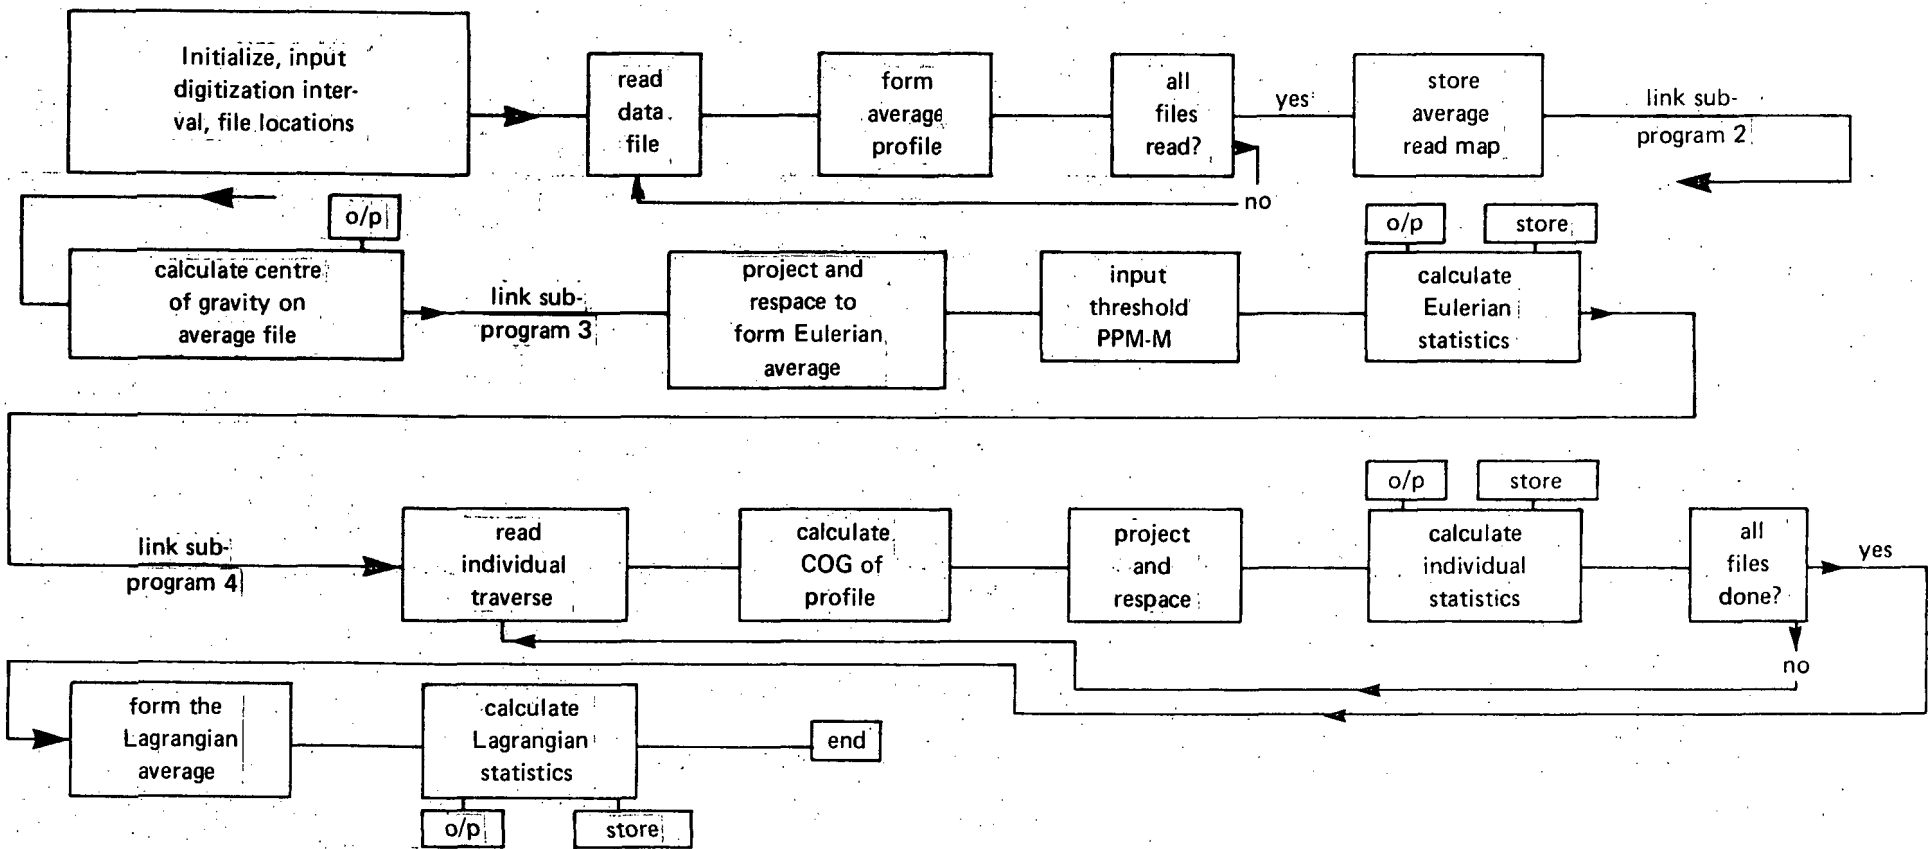 Initialize, input
digitization inter-
val, file locations
read
data
file
form
average
profile
all
files
read?
yes
no
store
average
read map
link sub-
program 2
o/p
calculate centre
of gravity on
average file
link sub-
program 3
project and
respace to
form Eulerian
average
input
threshold
PPM-M
o/p
store
calculate
Eulerian
statistics
link sub-
program 4
read
individual
traverse
calculate
COG of
profile
project
and
respace
o/p
store
calculate
individual
statistics
all
files
done?
yes
no
form the
Lagrangian
average
calculate
Lagrangian
statistics
o/p
store
end